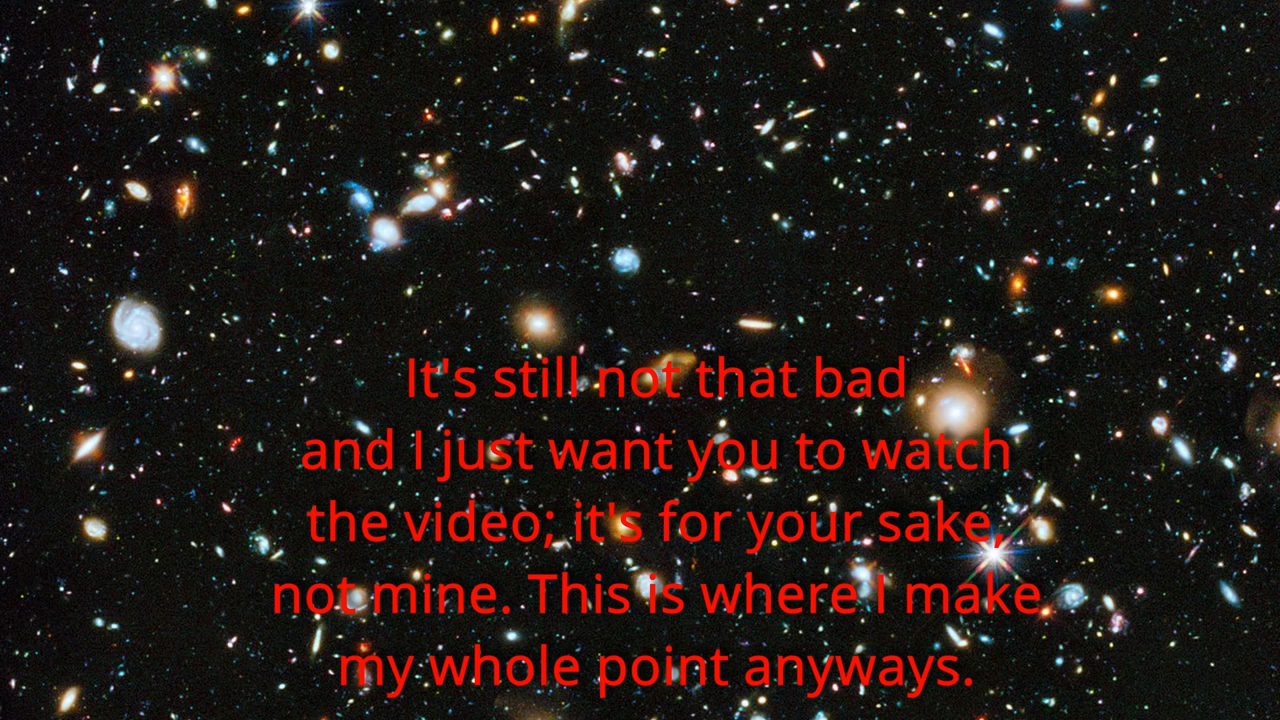 It's still not that bad
and I just want you to watch
the video; it's for your sake,
not mine. This is where I make
my whole point anyways.